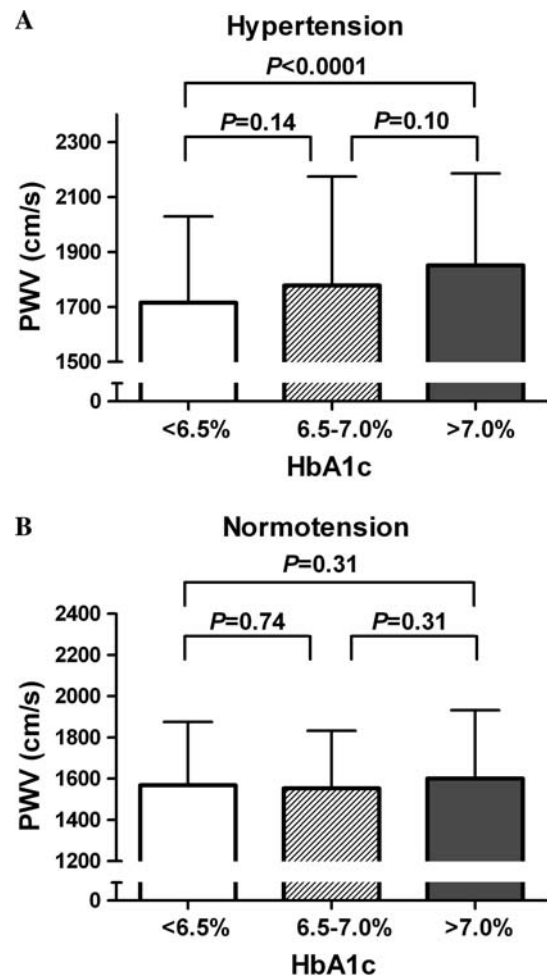 A
Hypertension
P<0.0001
P=0.14
P=0.10
PWV (cm/s)
2300
2100
1900
1700
1500
0
<6.5%
6.5-7.0%
>7.0%
HbA1c
B
Normotension
P=0.31
P=0.74
P=0.31
PWV (cm/s)
2400
2200
2000
1800
1600
1400
1200
0
<6.5%
6.5-7.0%
>7.0%
HbA1c